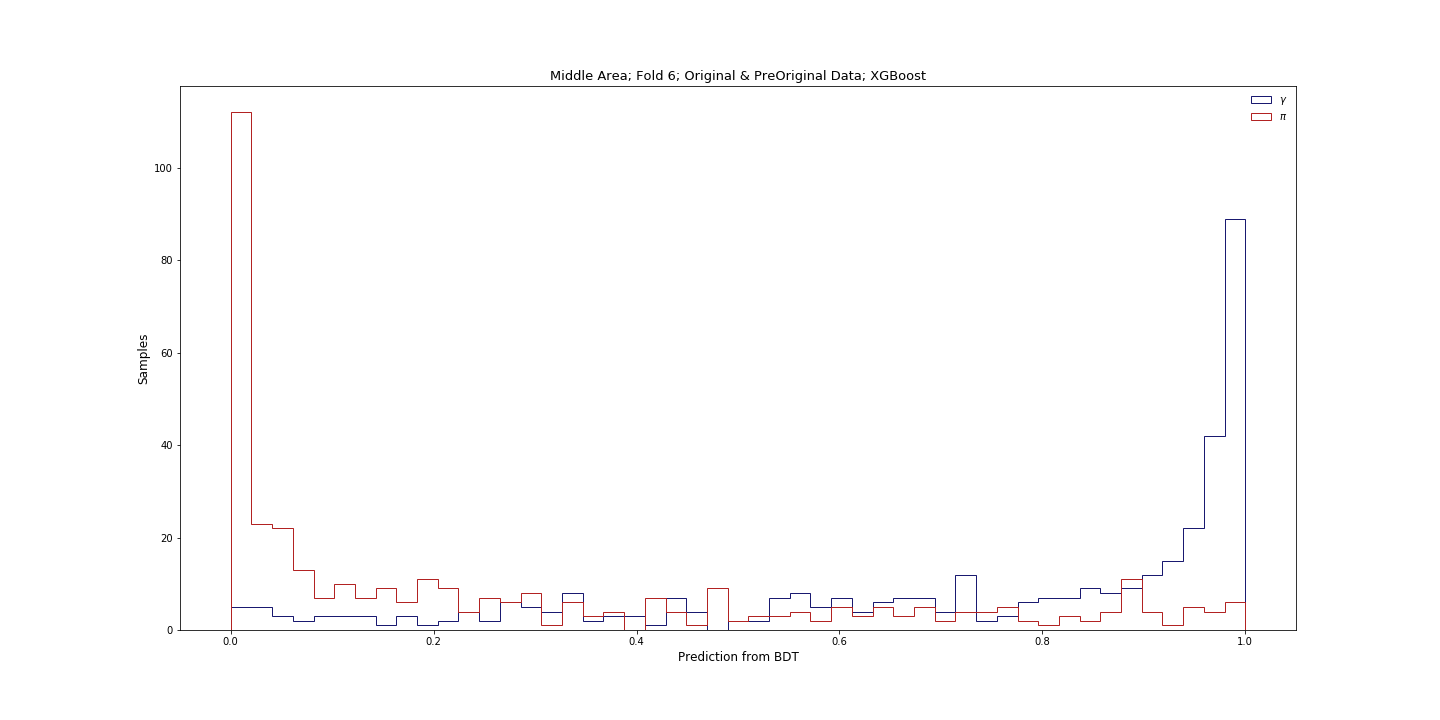 Middle Area; Fold 6; Original & PreOriginal Data; XGBoost
γ
π
100
80
60
40
20
0
Samples
0.0 0.2 0.4 0.6 0.8 1.0
Prediction from BDT